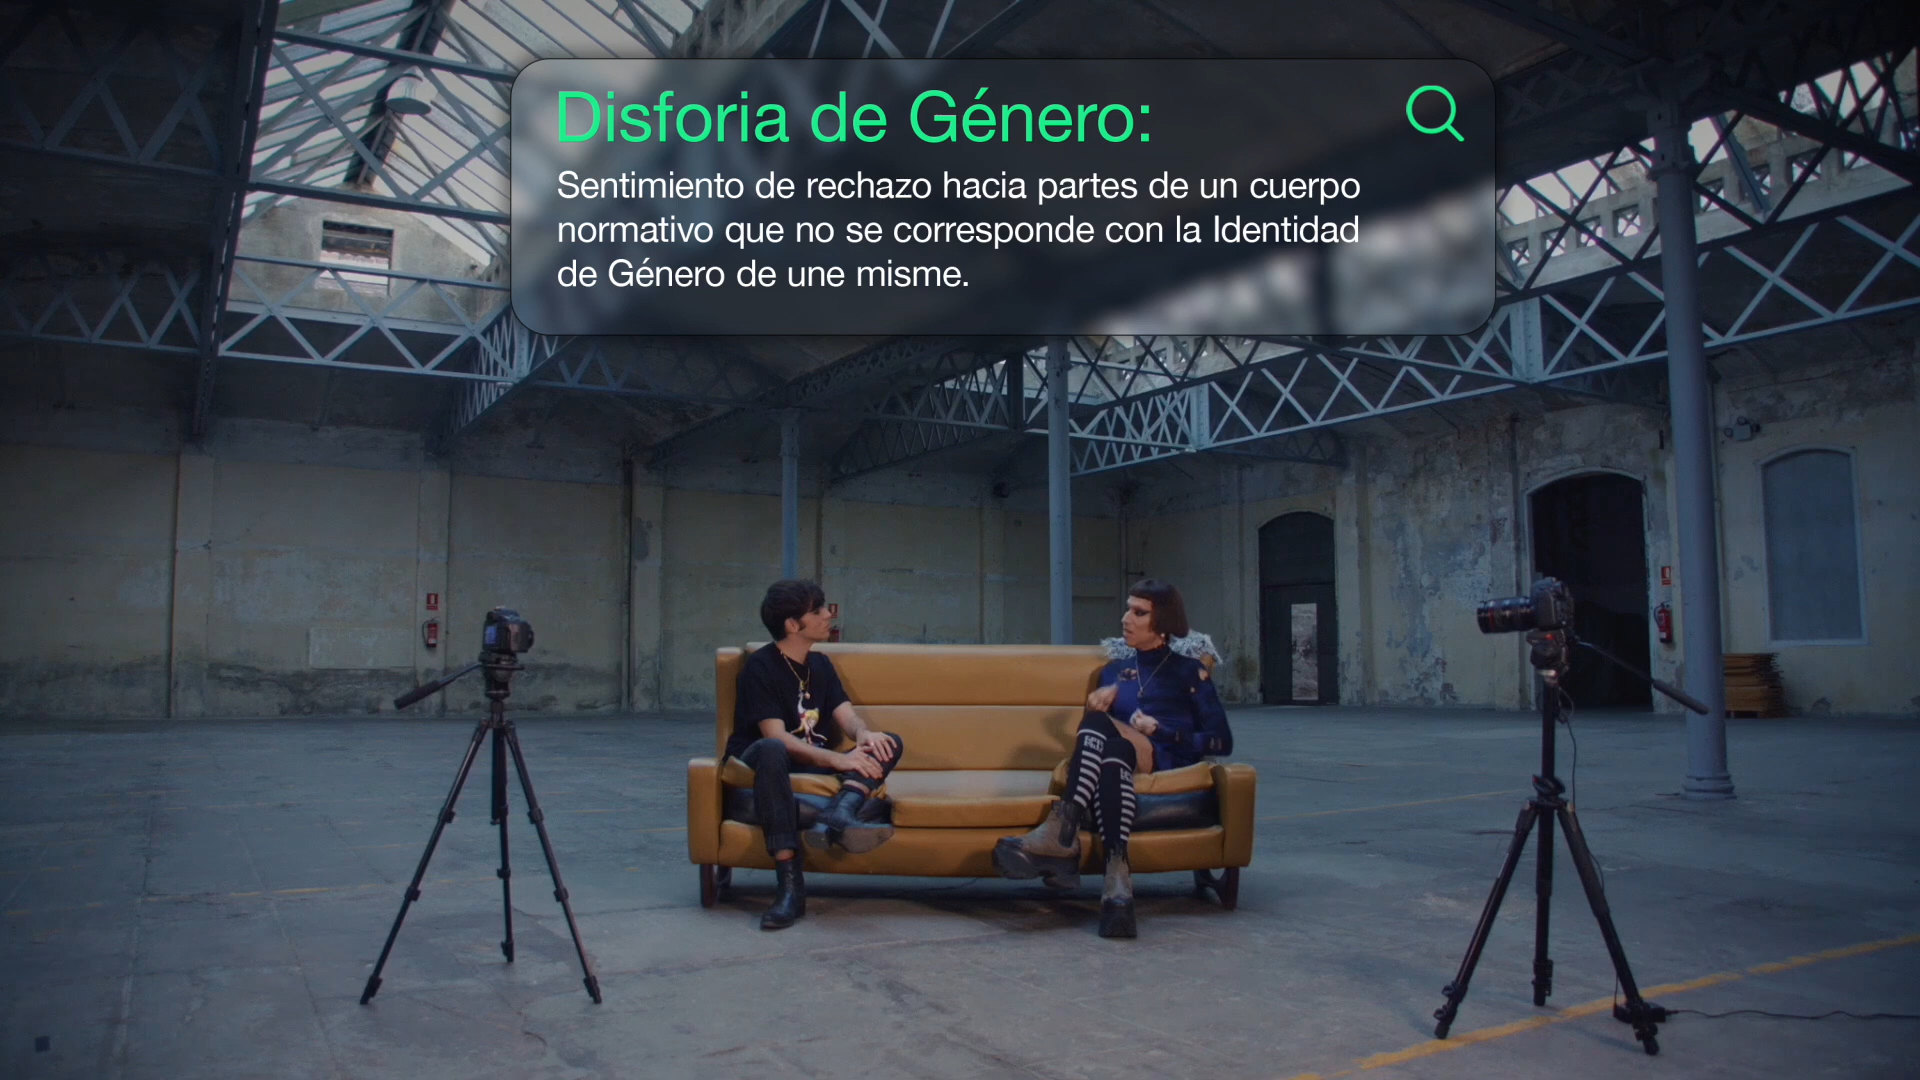 Disforia de Género:
Sentimiento de rechazo hacia partes de un cuerpo
normativo que no se corresponde con la Identidad
de Género de une misme.